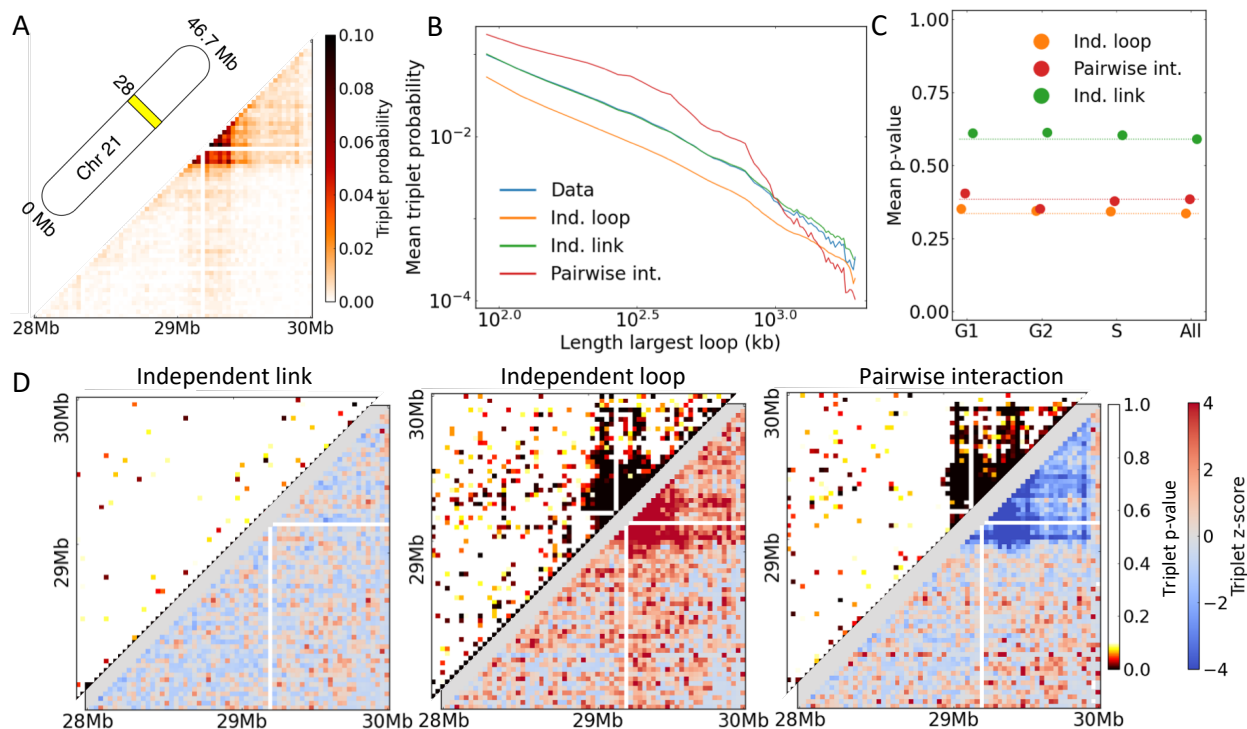 A
46.7 Mb
28
Chr 21
0 Mb
28Mb
29Mb
30Mb
0.10
0.08
0.06
0.04
0.02
0.00
Triplet probability
B
Mean triplet probability
10^−2
10^−4
Data
Ind. loop
Ind. link
Pairwise int.
10^2.0
10^2.5
10^3.0
Length largest loop (kb)
C
Mean p-value
1.00
0.75
0.50
0.25
0.00
Ind. loop
Pairwise int.
Ind. link
G1
G2
S
All
D
Independent link
30Mb
29Mb
28Mb
29Mb
30Mb
Independent loop
30Mb
29Mb
28Mb
29Mb
30Mb
Pairwise interaction
30Mb
29Mb
28Mb
29Mb
30Mb
1.0
0.8
0.6
0.4
0.2
0.0
Triplet p-value
4
2
0
−2
−4
Triplet z-score